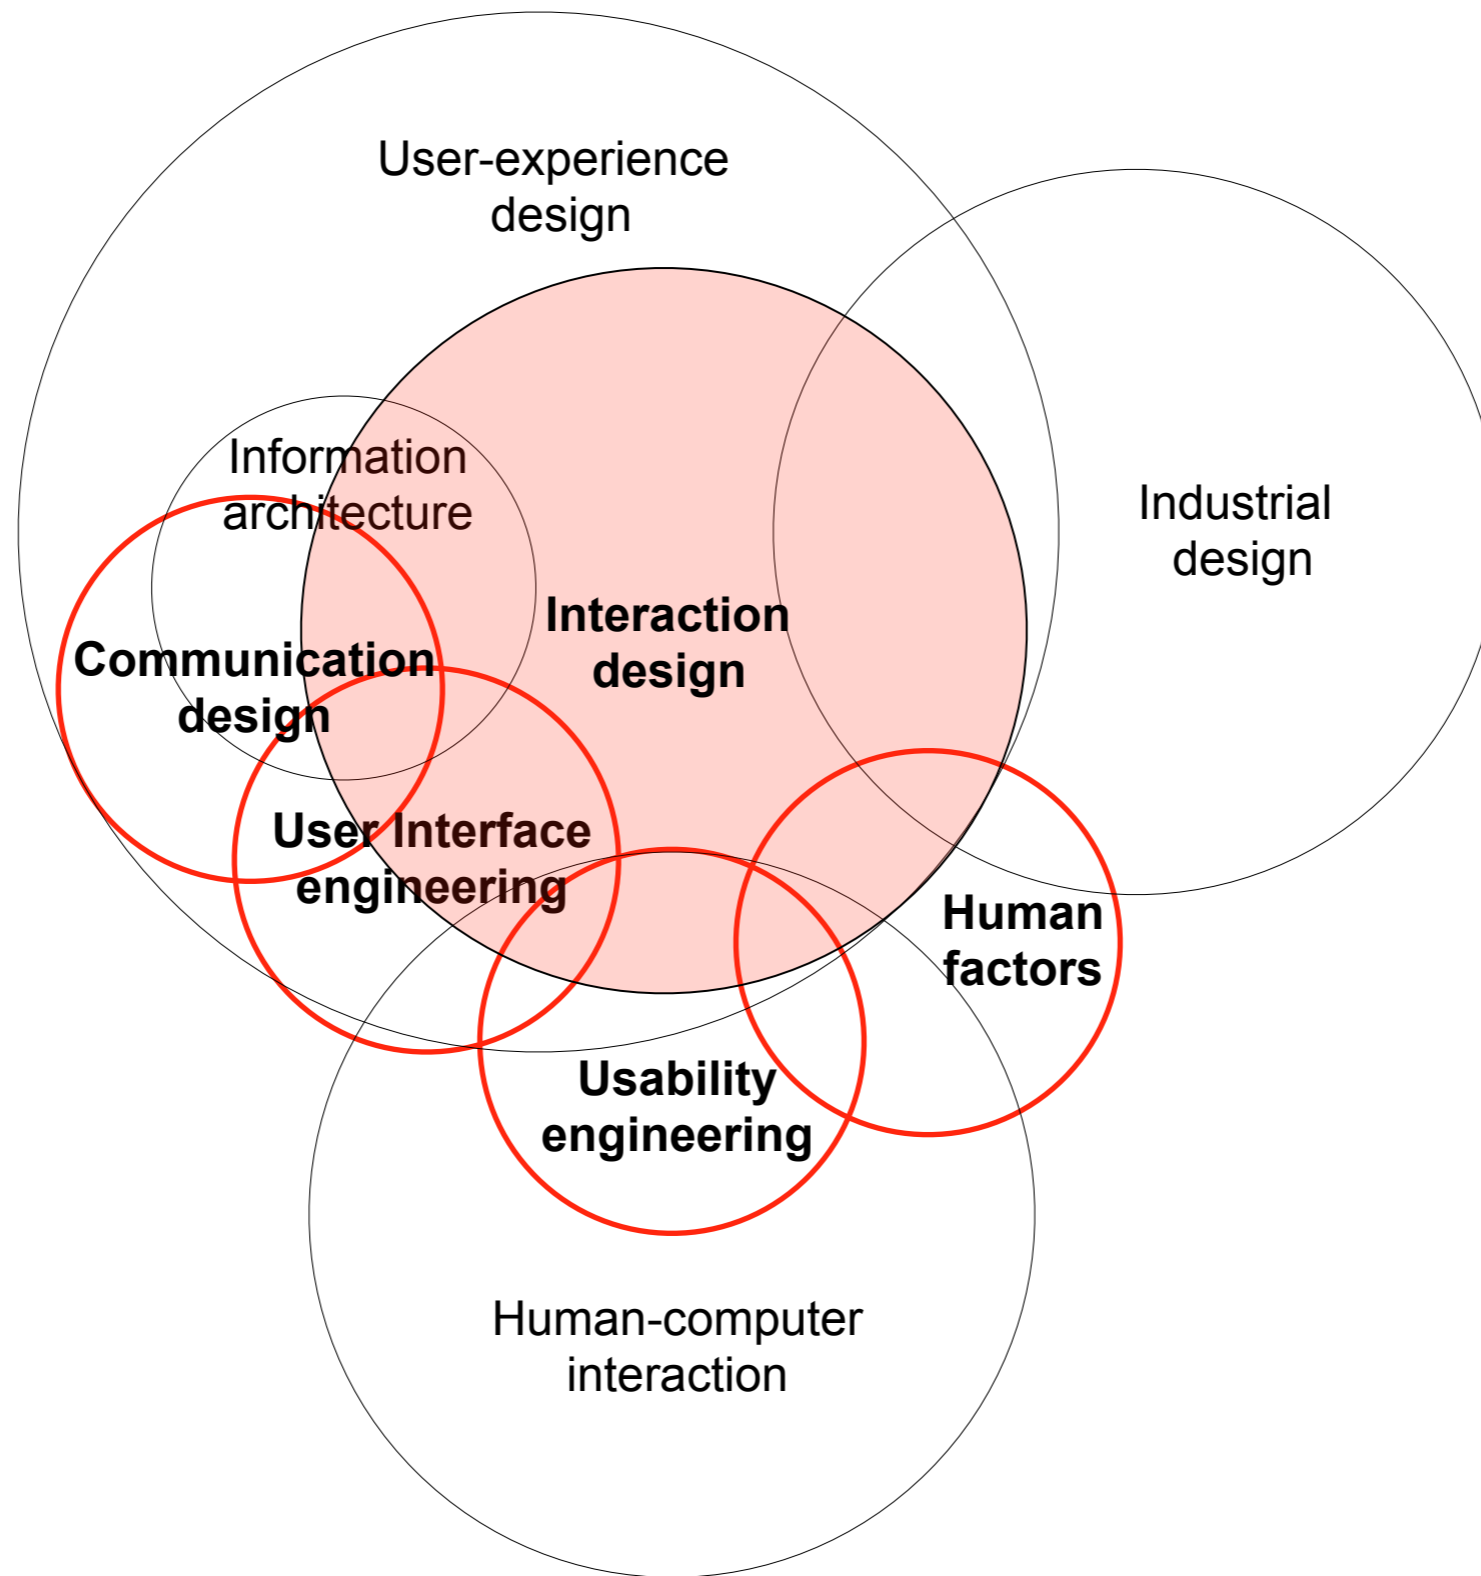 User-experience
design
Information
architecture
Industrial
design
Interaction
design
Communication
design
User Interface
engineering
Human
factors
Usability
engineering
Human-computer
interaction